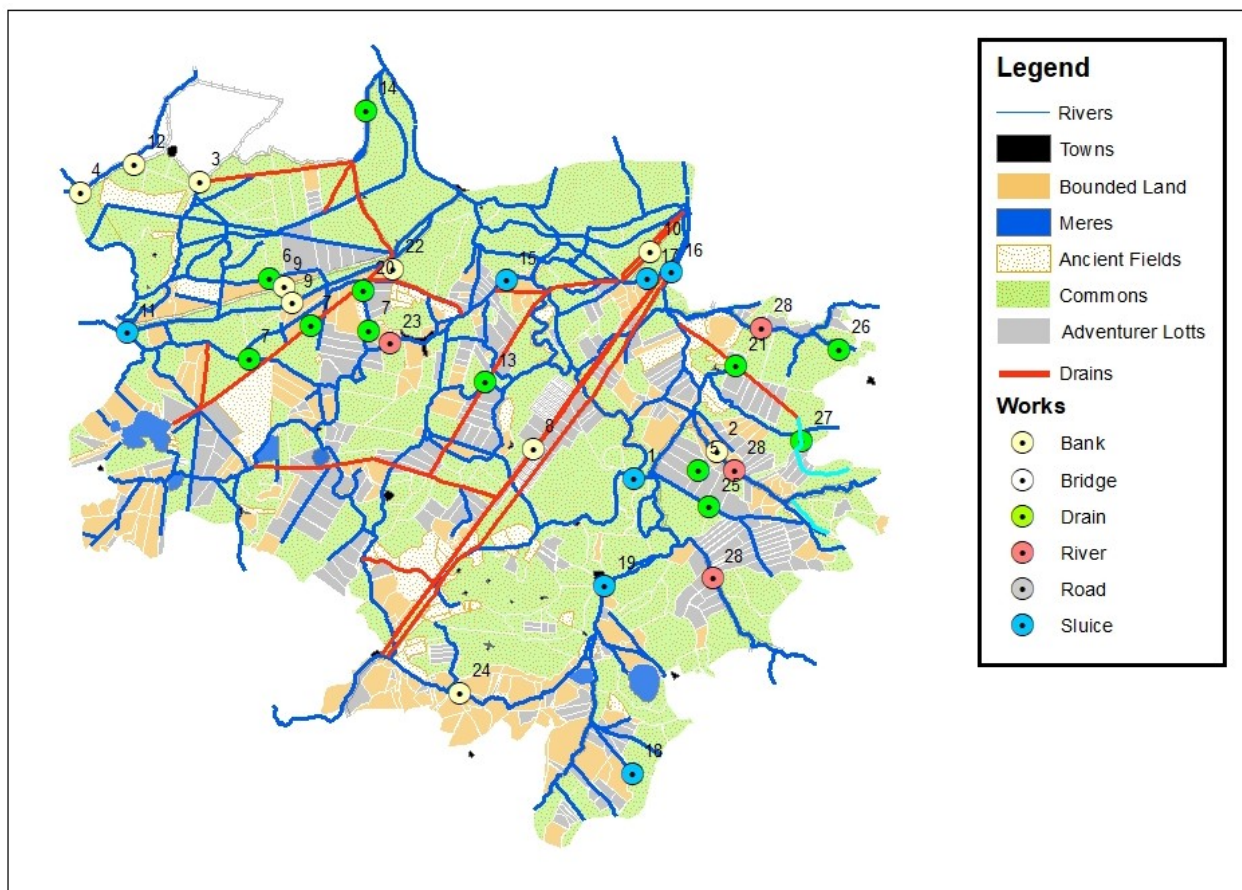 14
12
3
4
10
22
16
6
9
20
15
17
9
7
28
11
7
23
26
7
21
13
27
2
8
5
28
1
25
19
28
24
18
Legend
Rivers
Towns
Bounded Land
Meres
Ancient Fields
Commons
Adventurer Lotts
Drains
Works
Bank
Bridge
Drain
River
Road
Sluice